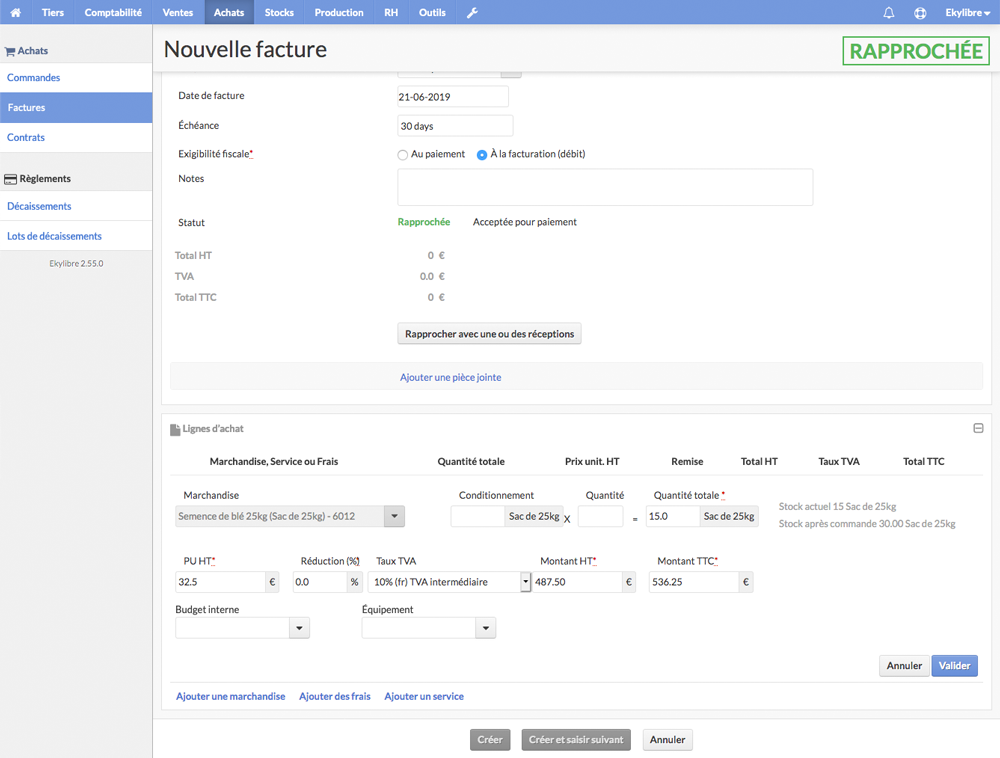 Tiers Comptabilité Ventes Achats Stocks Production RH Outils Ekylibre
Achats
Commandes
Factures
Contrats
Règlements
Décaissements
Lots de décaissements
Ekylibre 2.55.0
Nouvelle facture
RAPPROCHÉE
Date de facture 21-06-2019
Échéance 30 days
Exigibilité fiscale* Au paiement À la facturation (débit)
Notes
Statut Rapprochée Acceptée pour paiement
Total HT 0 €
TVA 0.0 €
Total TTC 0 €
Rapprocher avec une ou des réceptions
Ajouter une pièce jointe
Lignes d'achat
Marchandise, Service ou Frais Quantité totale Prix unit. HT Remise Total HT Taux TVA Total TTC
Marchandise Conditionnement Quantité Quantité totale *
Semence de blé 25kg (Sac de 25kg) - 6012 Sac de 25kg X = 15.0 Sac de 25kg
Stock actuel 15 Sac de 25kg
Stock après commande 30.00 Sac de 25kg
PU HT* Réduction (%)* Taux TVA Montant HT* Montant TTC*
32.5 € 0.0 % 10% (fr) TVA intermédiaire 487.50 € 536.25 €
Budget interne Équipement
Annuler Valider
Ajouter une marchandise Ajouter des frais Ajouter un service
Créer Créer et saisir suivant Annuler